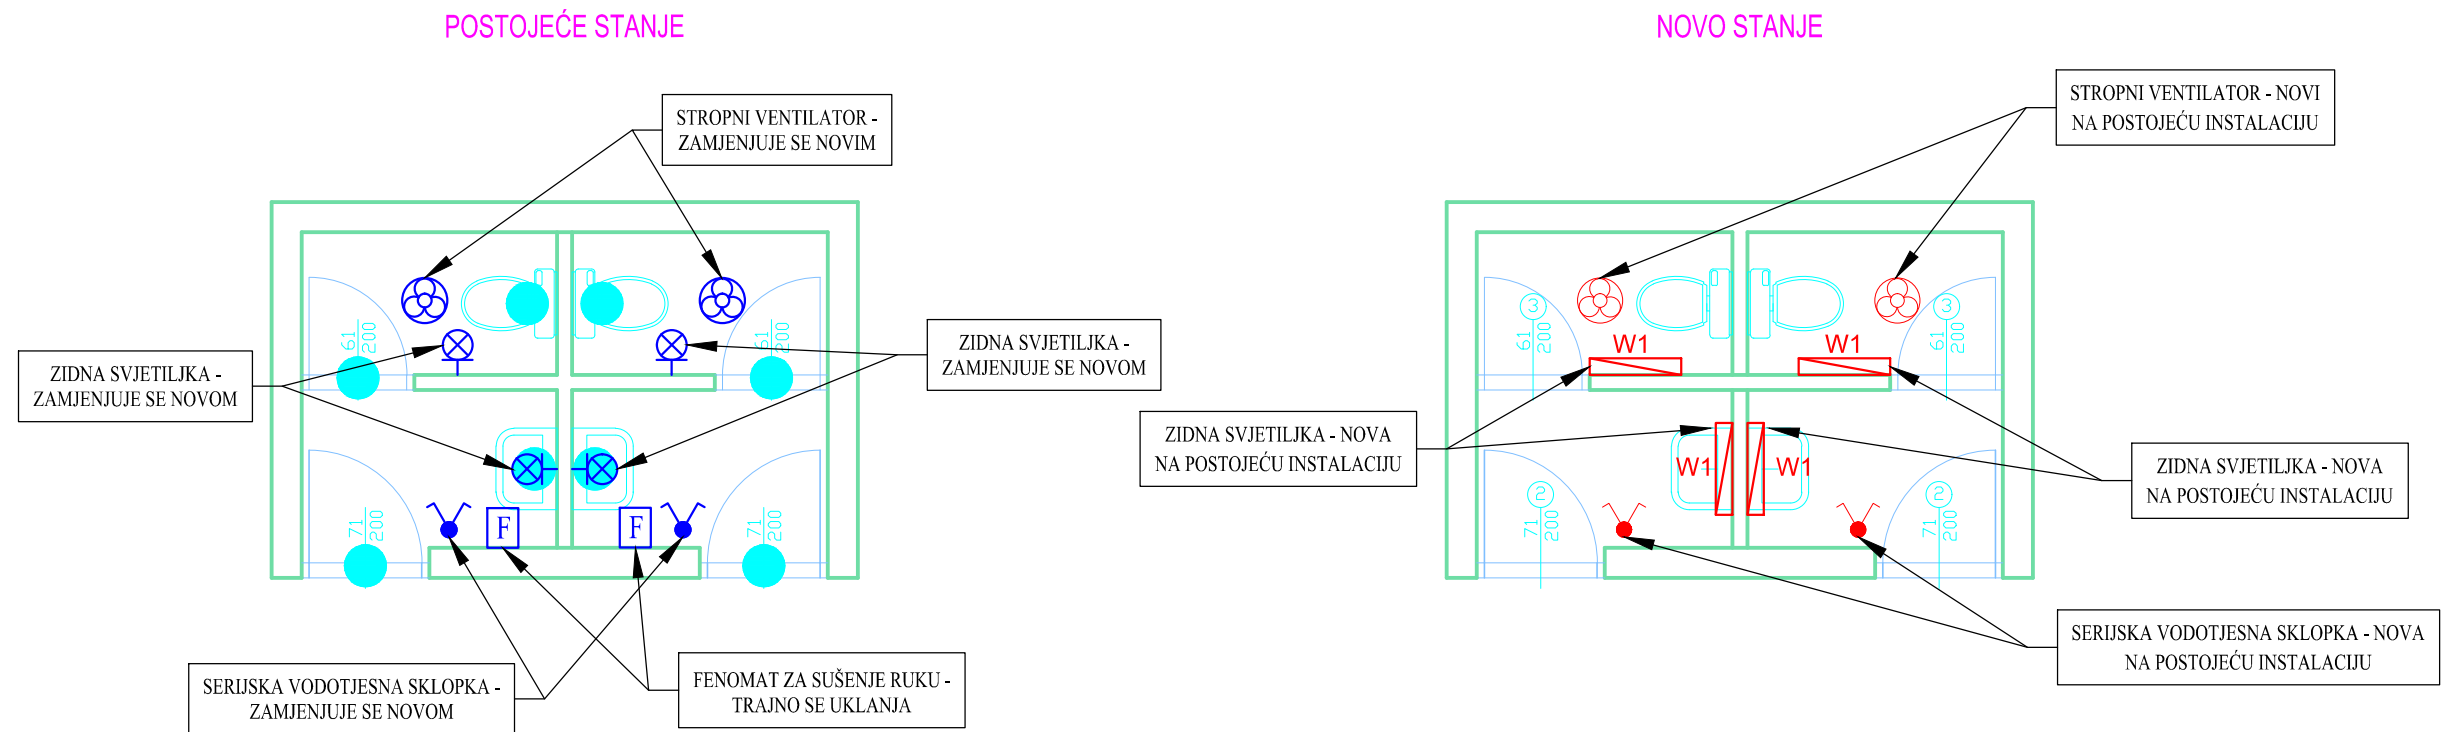 POSTOJEĆE STANJE
STROPNI VENTILATOR -
ZAMJENJUJE SE NOVIM
ZIDNA SVJETILJKA -
ZAMJENJUJE SE NOVOM
ZIDNA SVJETILJKA -
ZAMJENJUJE SE NOVOM
61
200
61
200
71
200
F
F
71
200
SERIJSKA VODOTJESNA SKLOPKA -
ZAMJENJUJE SE NOVOM
FENOMAT ZA SUŠENJE RUKU -
TRAJNO SE UKLANJA
NOVO STANJE
STROPNI VENTILATOR - NOVI
NA POSTOJEĆU INSTALACIJU
3
61
200
W1
W1
3
61
200
ZIDNA SVJETILJKA - NOVA
NA POSTOJEĆU INSTALACIJU
W1
W1
ZIDNA SVJETILJKA - NOVA
NA POSTOJEĆU INSTALACIJU
2
71
200
2
71
200
SERIJSKA VODOTJESNA SKLOPKA - NOVA
NA POSTOJEĆU INSTALACIJU